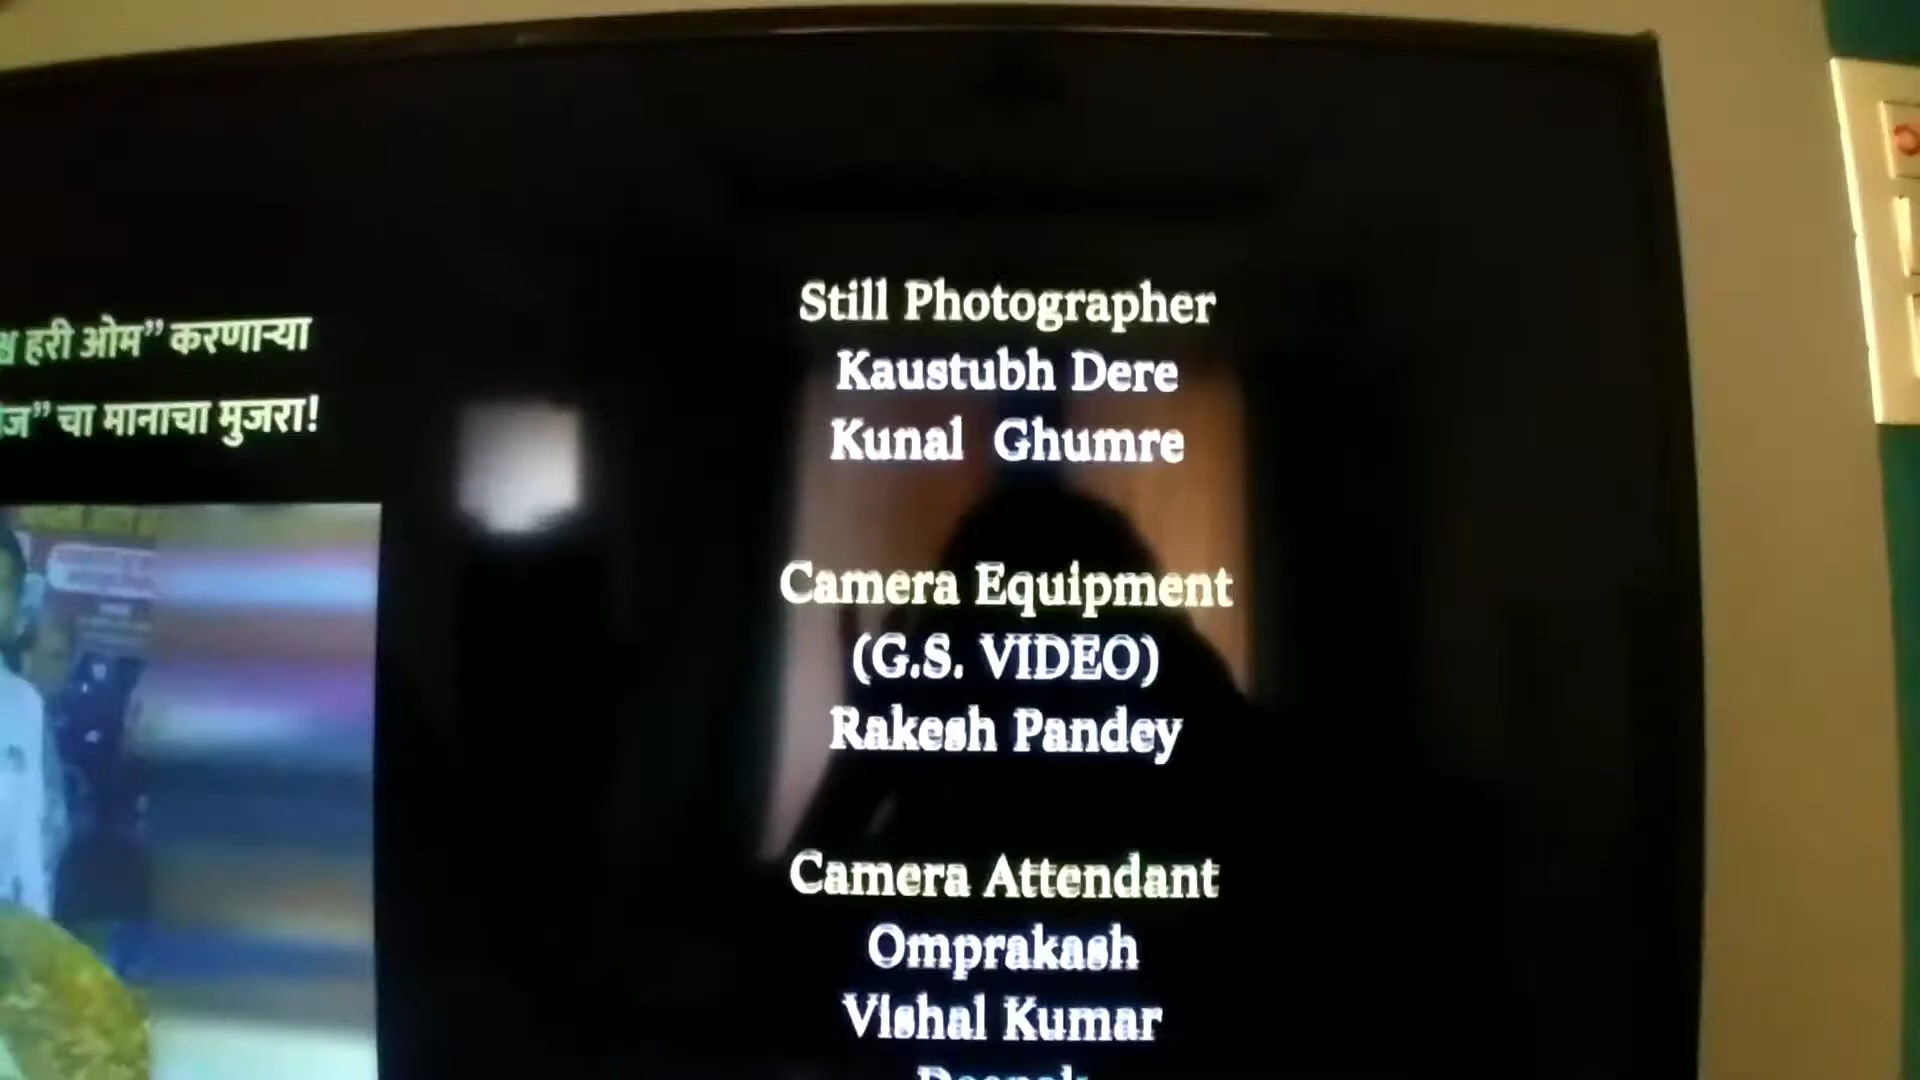 हरी ओम” करणाऱ्या
चा मानाचा मुजरा!
Still Photographer
Kaustubh Dere
Kunal Ghumre
Camera Equipment
(G.S. VIDEO)
Rakesh Pandey
Camera Attendant
Omprakash
Vishal Kumar